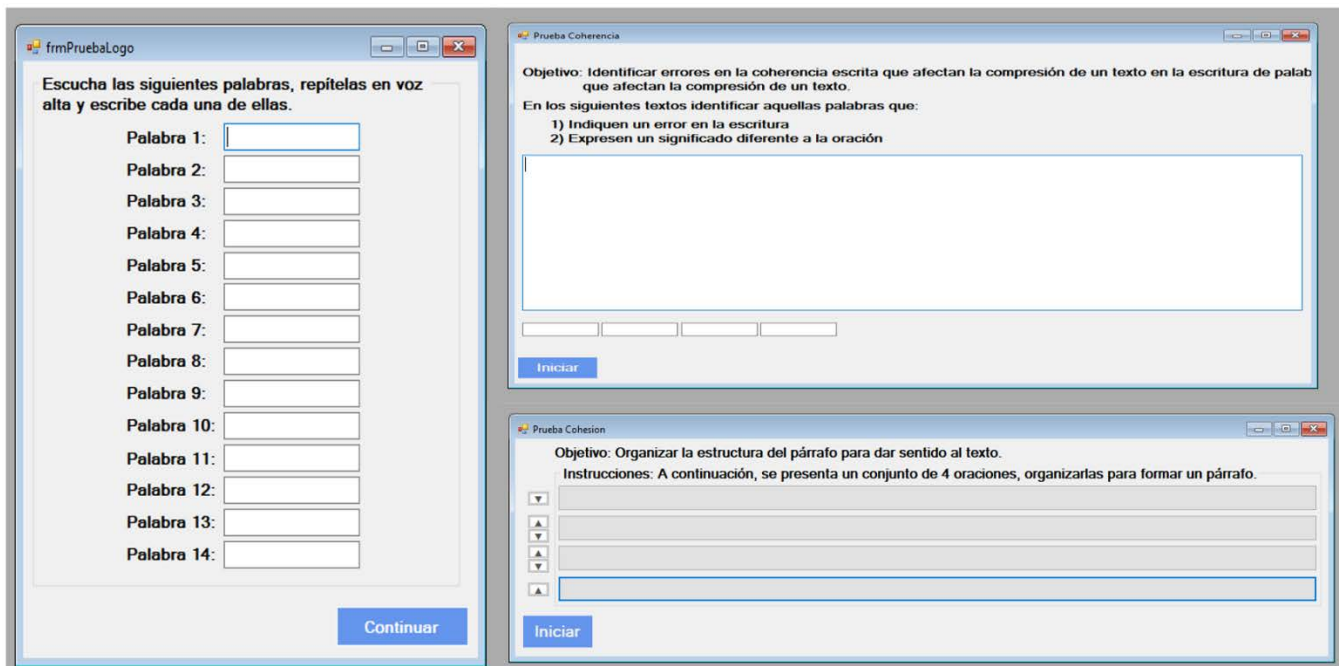 frmPruebaLogo
Escucha las siguientes palabras, repítelas en voz
alta y escribe cada una de ellas.
Palabra 1:
Palabra 2:
Palabra 3:
Palabra 4:
Palabra 5:
Palabra 6:
Palabra 7:
Palabra 8:
Palabra 9:
Palabra 10:
Palabra 11:
Palabra 12:
Palabra 13:
Palabra 14:
Continuar
Prueba Coherencia
Objetivo: Identificar errores en la coherencia escrita que afectan la compresión de un texto en la escritura de palab
que afectan la compresión de un texto.
En los siguientes textos identificar aquellas palabras que:
1) Indiquen un error en la escritura
2) Expresen un significado diferente a la oración
Iniciar
Prueba Cohesion
Objetivo: Organizar la estructura del párrafo para dar sentido al texto.
Instrucciones: A continuación, se presenta un conjunto de 4 oraciones, organizarlas para formar un párrafo.
Iniciar